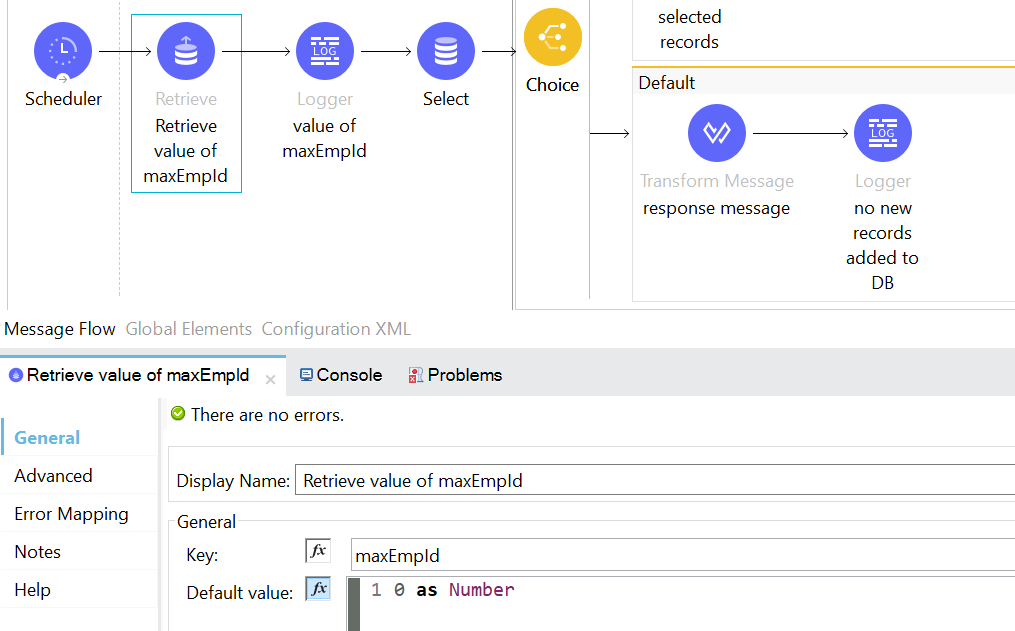 selected
records
Default
Scheduler
Retrieve
Retrieve
value of
maxEmpId
LOG
Logger
value of
maxEmpId
Select
Choice
Transform Message
response message
LOG
Logger
no new
records
added to
DB
Message Flow Global Elements Configuration XML
Retrieve value of maxEmpId Console Problems
There are no errors.
General
Advanced
Error Mapping
Notes
Help
Display Name: Retrieve value of maxEmpId
General
Key: fx maxEmpId
Default value: fx 1 0 as Number